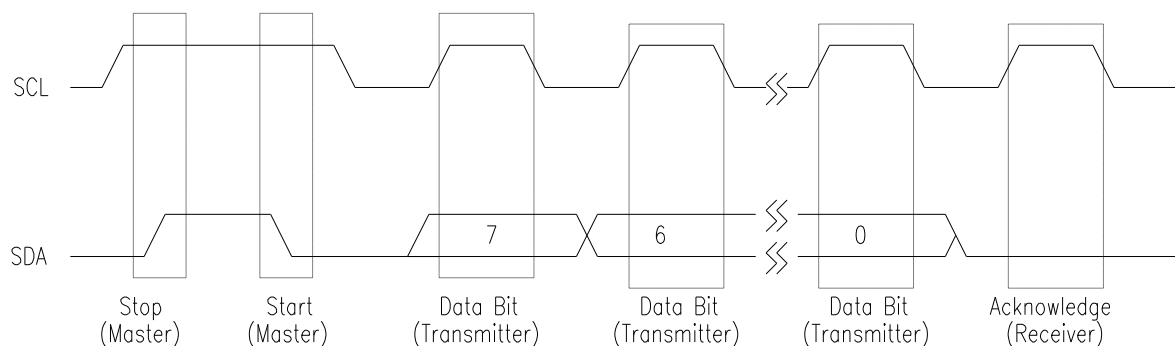 SCL
SDA
7
6
0
Stop
(Master)
Start
(Master)
Data Bit
(Transmitter)
Data Bit
(Transmitter)
Data Bit
(Transmitter)
Acknowledge
(Receiver)